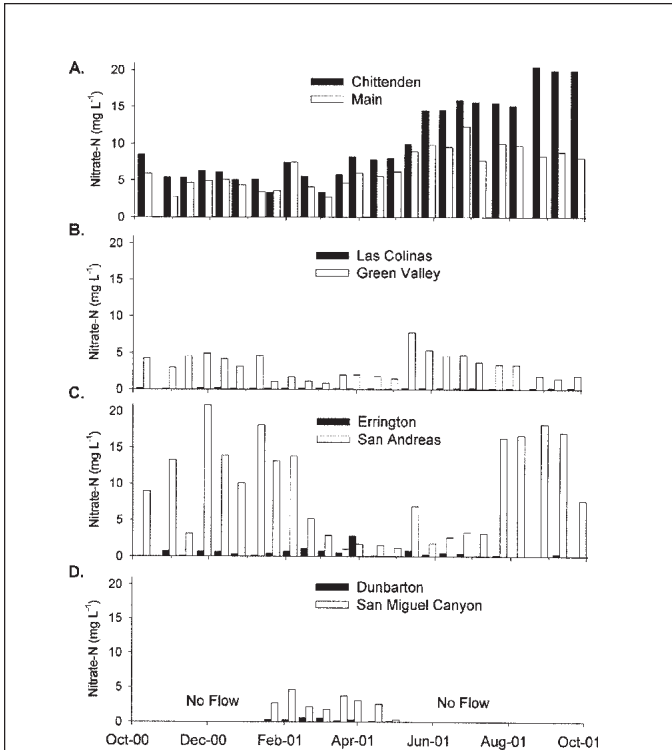 A.
20
15
10
5
0
Nitrate-N (mg L⁻¹)
Chittenden
Main
B.
20
15
10
5
0
Nitrate-N (mg L⁻¹)
Las Colinas
Green Valley
C.
20
15
10
5
0
Nitrate-N (mg L⁻¹)
Errington
San Andreas
D.
20
15
10
5
0
Nitrate-N (mg L⁻¹)
Dunbarton
San Miguel Canyon
No Flow
No Flow
Oct-00 Dec-00 Feb-01 Apr-01 Jun-01 Aug-01 Oct-01